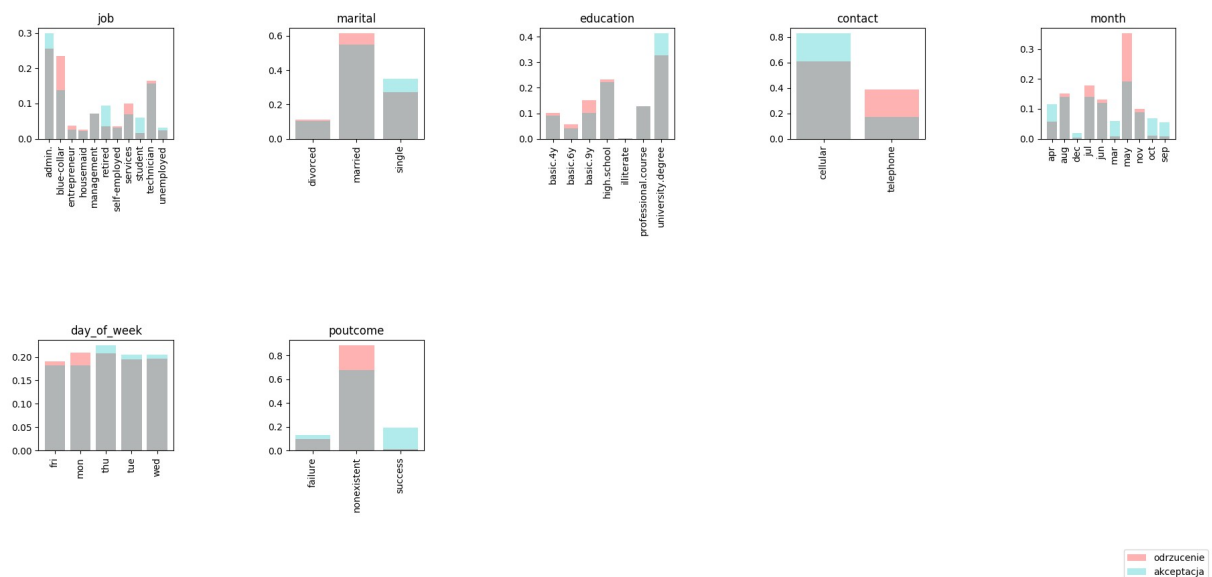 job
0.3
0.2
0.1
0.0
admin.
blue-collar
entrepreneur
housemaid
management
retired
self-employed
services
student
technician
unemployed
marital
0.6
0.4
0.2
0.0
divorced
married
single
education
0.4
0.3
0.2
0.1
0.0
basic.4y
basic.6y
basic.9y
high.school
illiterate
professional.course
university.degree
contact
0.8
0.6
0.4
0.2
0.0
cellular
telephone
month
0.3
0.2
0.1
0.0
apr
aug
dec
jul
jun
mar
may
nov
oct
sep
day_of_week
0.20
0.15
0.10
0.05
0.00
fri
mon
thu
tue
wed
poutcome
0.8
0.6
0.4
0.2
0.0
failure
nonexistent
success
odrzucenie
akceptacja